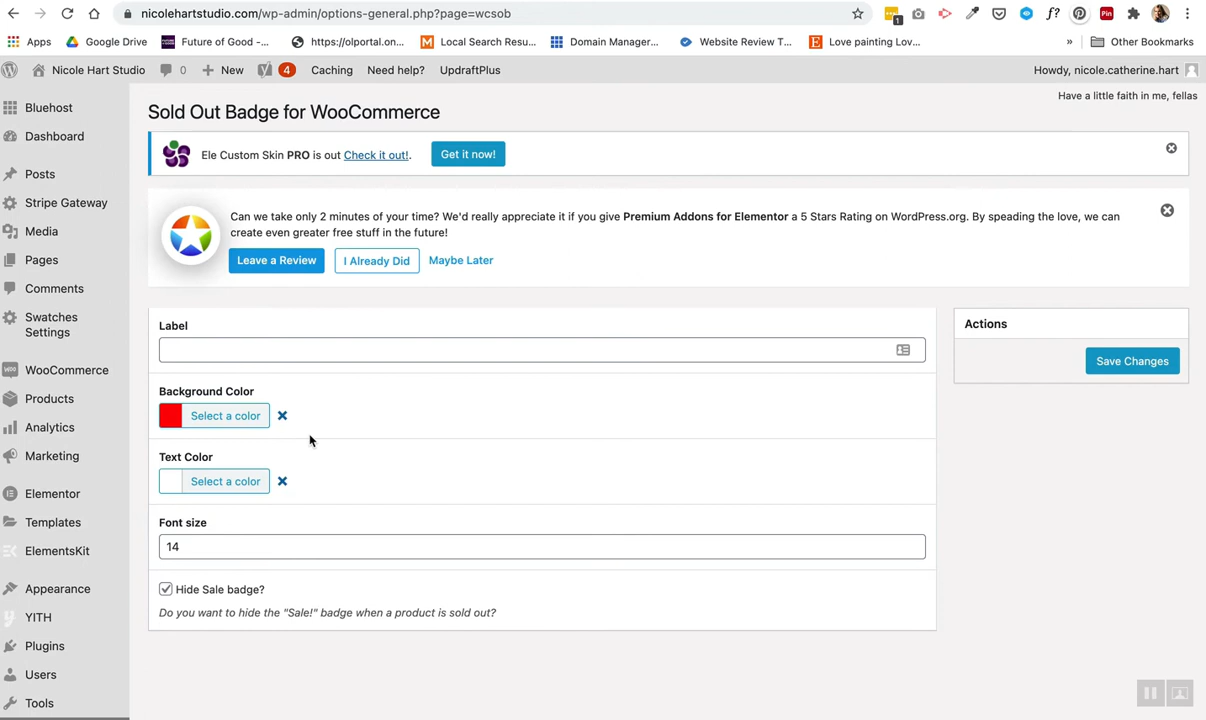 nicolehartstudio.com/wp-admin/options-general.php?page=wcsob
1
f?
Pin
Apps
Google Drive
Future of Good -...
https://olportal.on...
Local Search Resu...
Domain Manager...
Website Review T...
Love painting Lov...
»
Other Bookmarks
Nicole Hart Studio
0
New
4
Caching
Need help?
UpdraftPlus
Howdy, nicole.catherine.hart
Have a little faith in me, fellas
Bluehost
Dashboard
Posts
Stripe Gateway
Media
Pages
Comments
Swatches
Settings
WooCommerce
Products
Analytics
Marketing
Elementor
Templates
ElementsKit
Appearance
YITH
Plugins
Users
Tools
Sold Out Badge for WooCommerce
Ele Custom Skin PRO is out Check it out!.
Get it now!
Can we take only 2 minutes of your time? We'd really appreciate it if you give Premium Addons for Elementor a 5 Stars Rating on WordPress.org. By speading the love, we can
create even greater free stuff in the future!
Leave a Review
I Already Did
Maybe Later
Label
Background Color
Select a color
Text Color
Select a color
Font size
14
Hide Sale badge?
Do you want to hide the "Sale!" badge when a product is sold out?
Actions
Save Changes